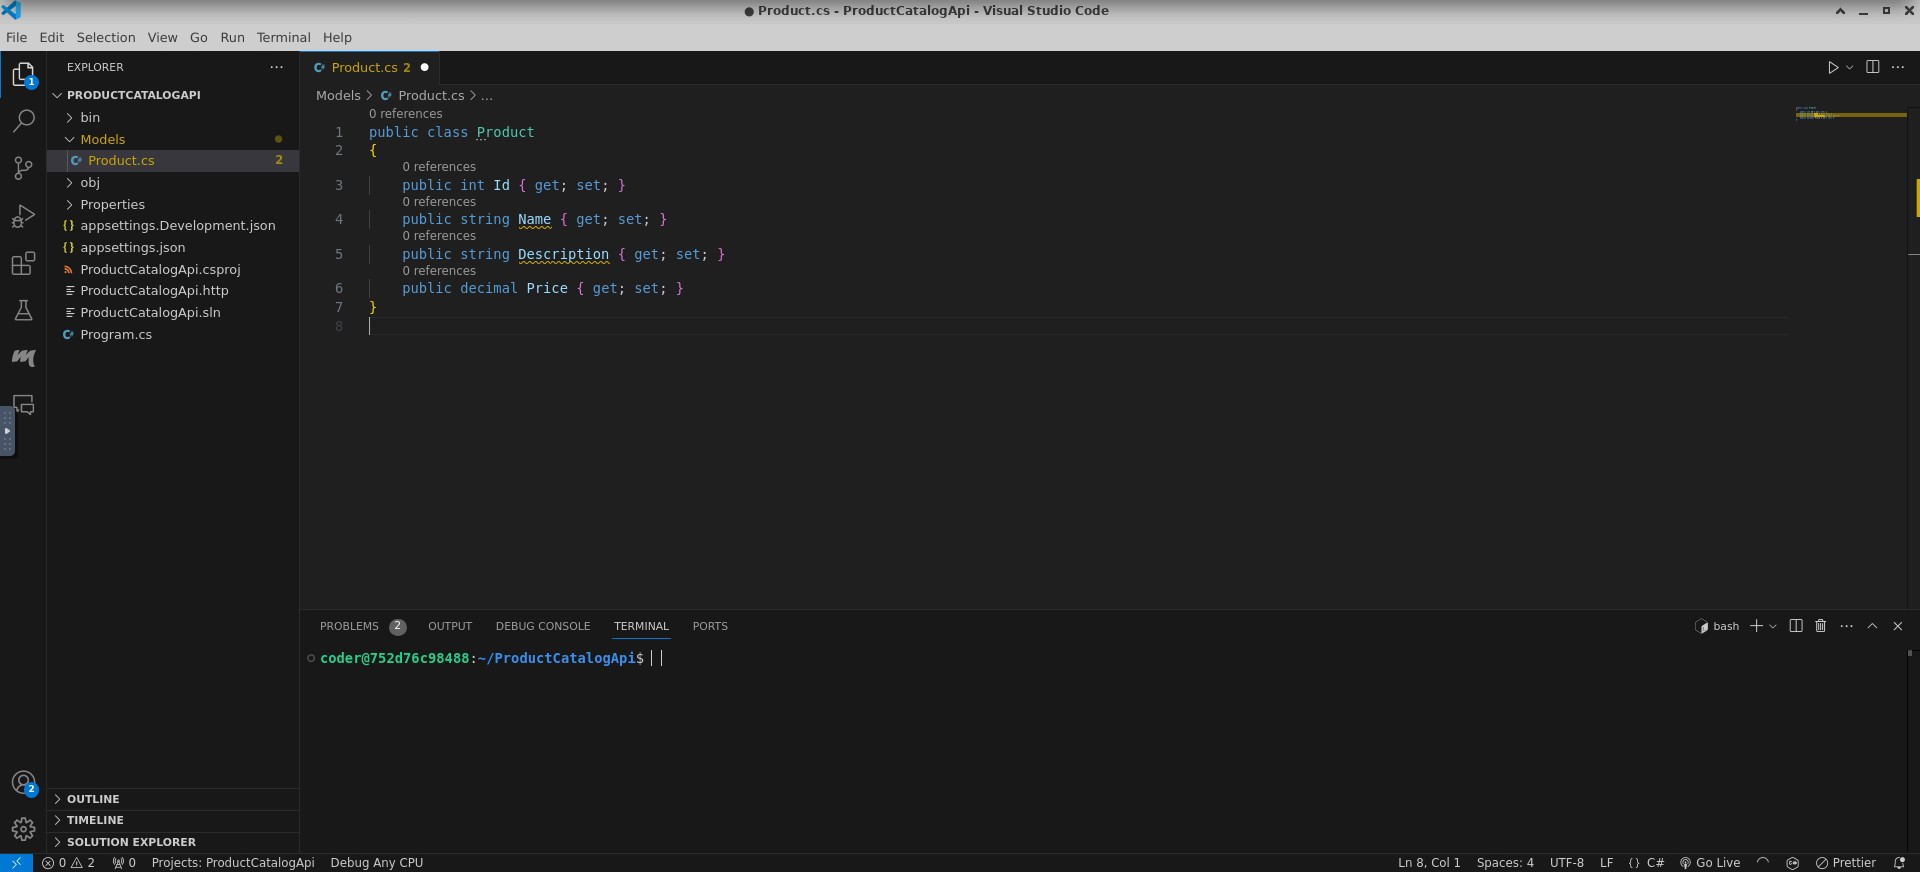 ● Product.cs - ProductCatalogApi - Visual Studio Code
File Edit Selection View Go Run Terminal Help
EXPLORER
PRODUCTCATALOGAPI
bin
Models
Product.cs 2
obj
Properties
{} appsettings.Development.json
{} appsettings.json
ProductCatalogApi.csproj
ProductCatalogApi.http
ProductCatalogApi.sln
Program.cs
OUTLINE
TIMELINE
SOLUTION EXPLORER
1
2
Product.cs 2 ●
Models > Product.cs > ...
0 references
1 public class Product
2 {
0 references
3 public int Id { get; set; }
0 references
4 public string Name { get; set; }
0 references
5 public string Description { get; set; }
0 references
6 public decimal Price { get; set; }
7 }
8
PROBLEMS 2 OUTPUT DEBUG CONSOLE TERMINAL PORTS
bash
coder@752d76c98488:~/ProductCatalogApi$
0 2 0 Projects: ProductCatalogApi Debug Any CPU
Ln 8, Col 1 Spaces: 4 UTF-8 LF {} C# Go Live Prettier